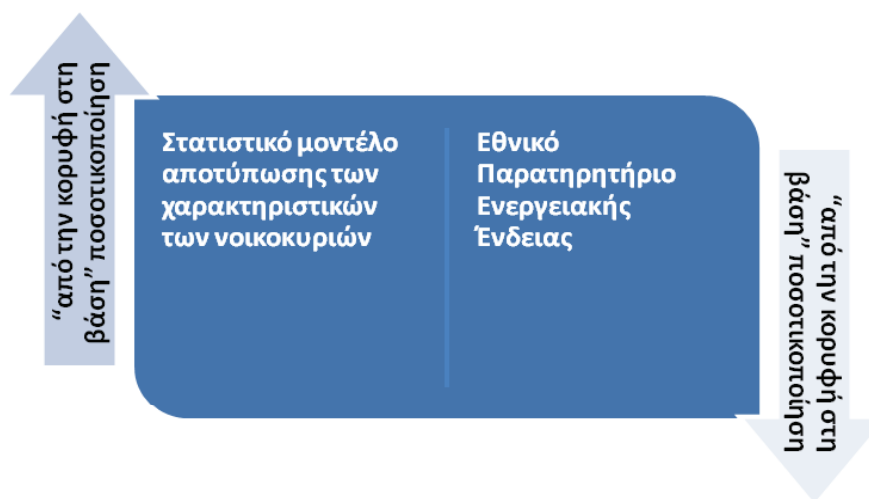 “από την κορυφή στη
βάση” ποσοτικοποίηση
Στατιστικό μοντέλο
αποτύπωσης των
χαρακτηριστικών
των νοικοκυριών
Εθνικό
Παρατηρητήριο
Ενεργειακής
Ένδειας
“από την κορυφή στη
βάση” ποσοτικοποίηση